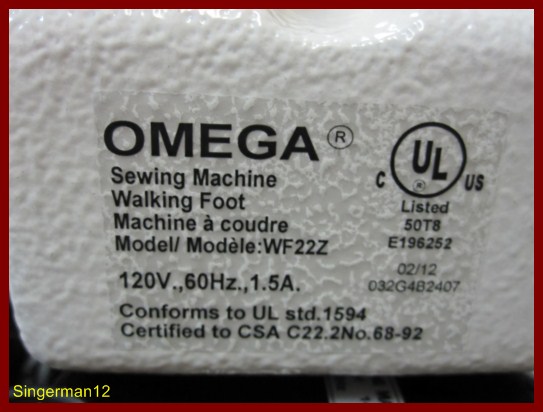 OMEGA ®
Sewing Machine
Walking Foot
Machine à coudre
Model/ Modèle:WF22Z
120V.,60Hz.,1.5A.
Conforms to UL std.1594
Certified to CSA C22.2No.68-92
C UL ® US
Listed
50T8
E196252
02/12
032G4B2407
Singerman12